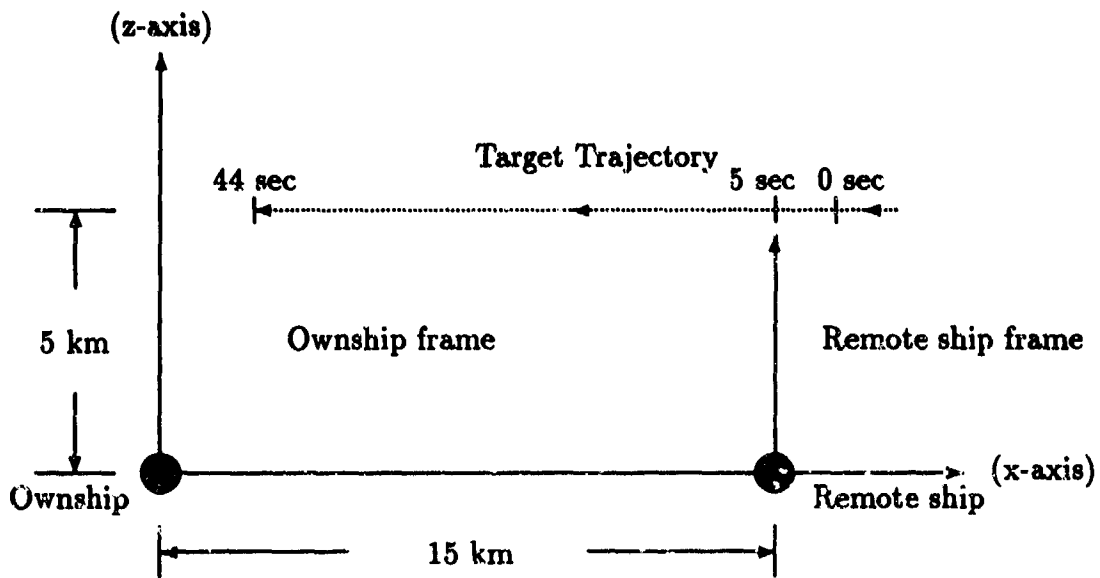 (z-axis)
Target Trajectory
44 sec
5 sec
0 sec
5 km
Ownship frame
Remote ship frame
(x-axis)
Ownship
Remote ship
15 km